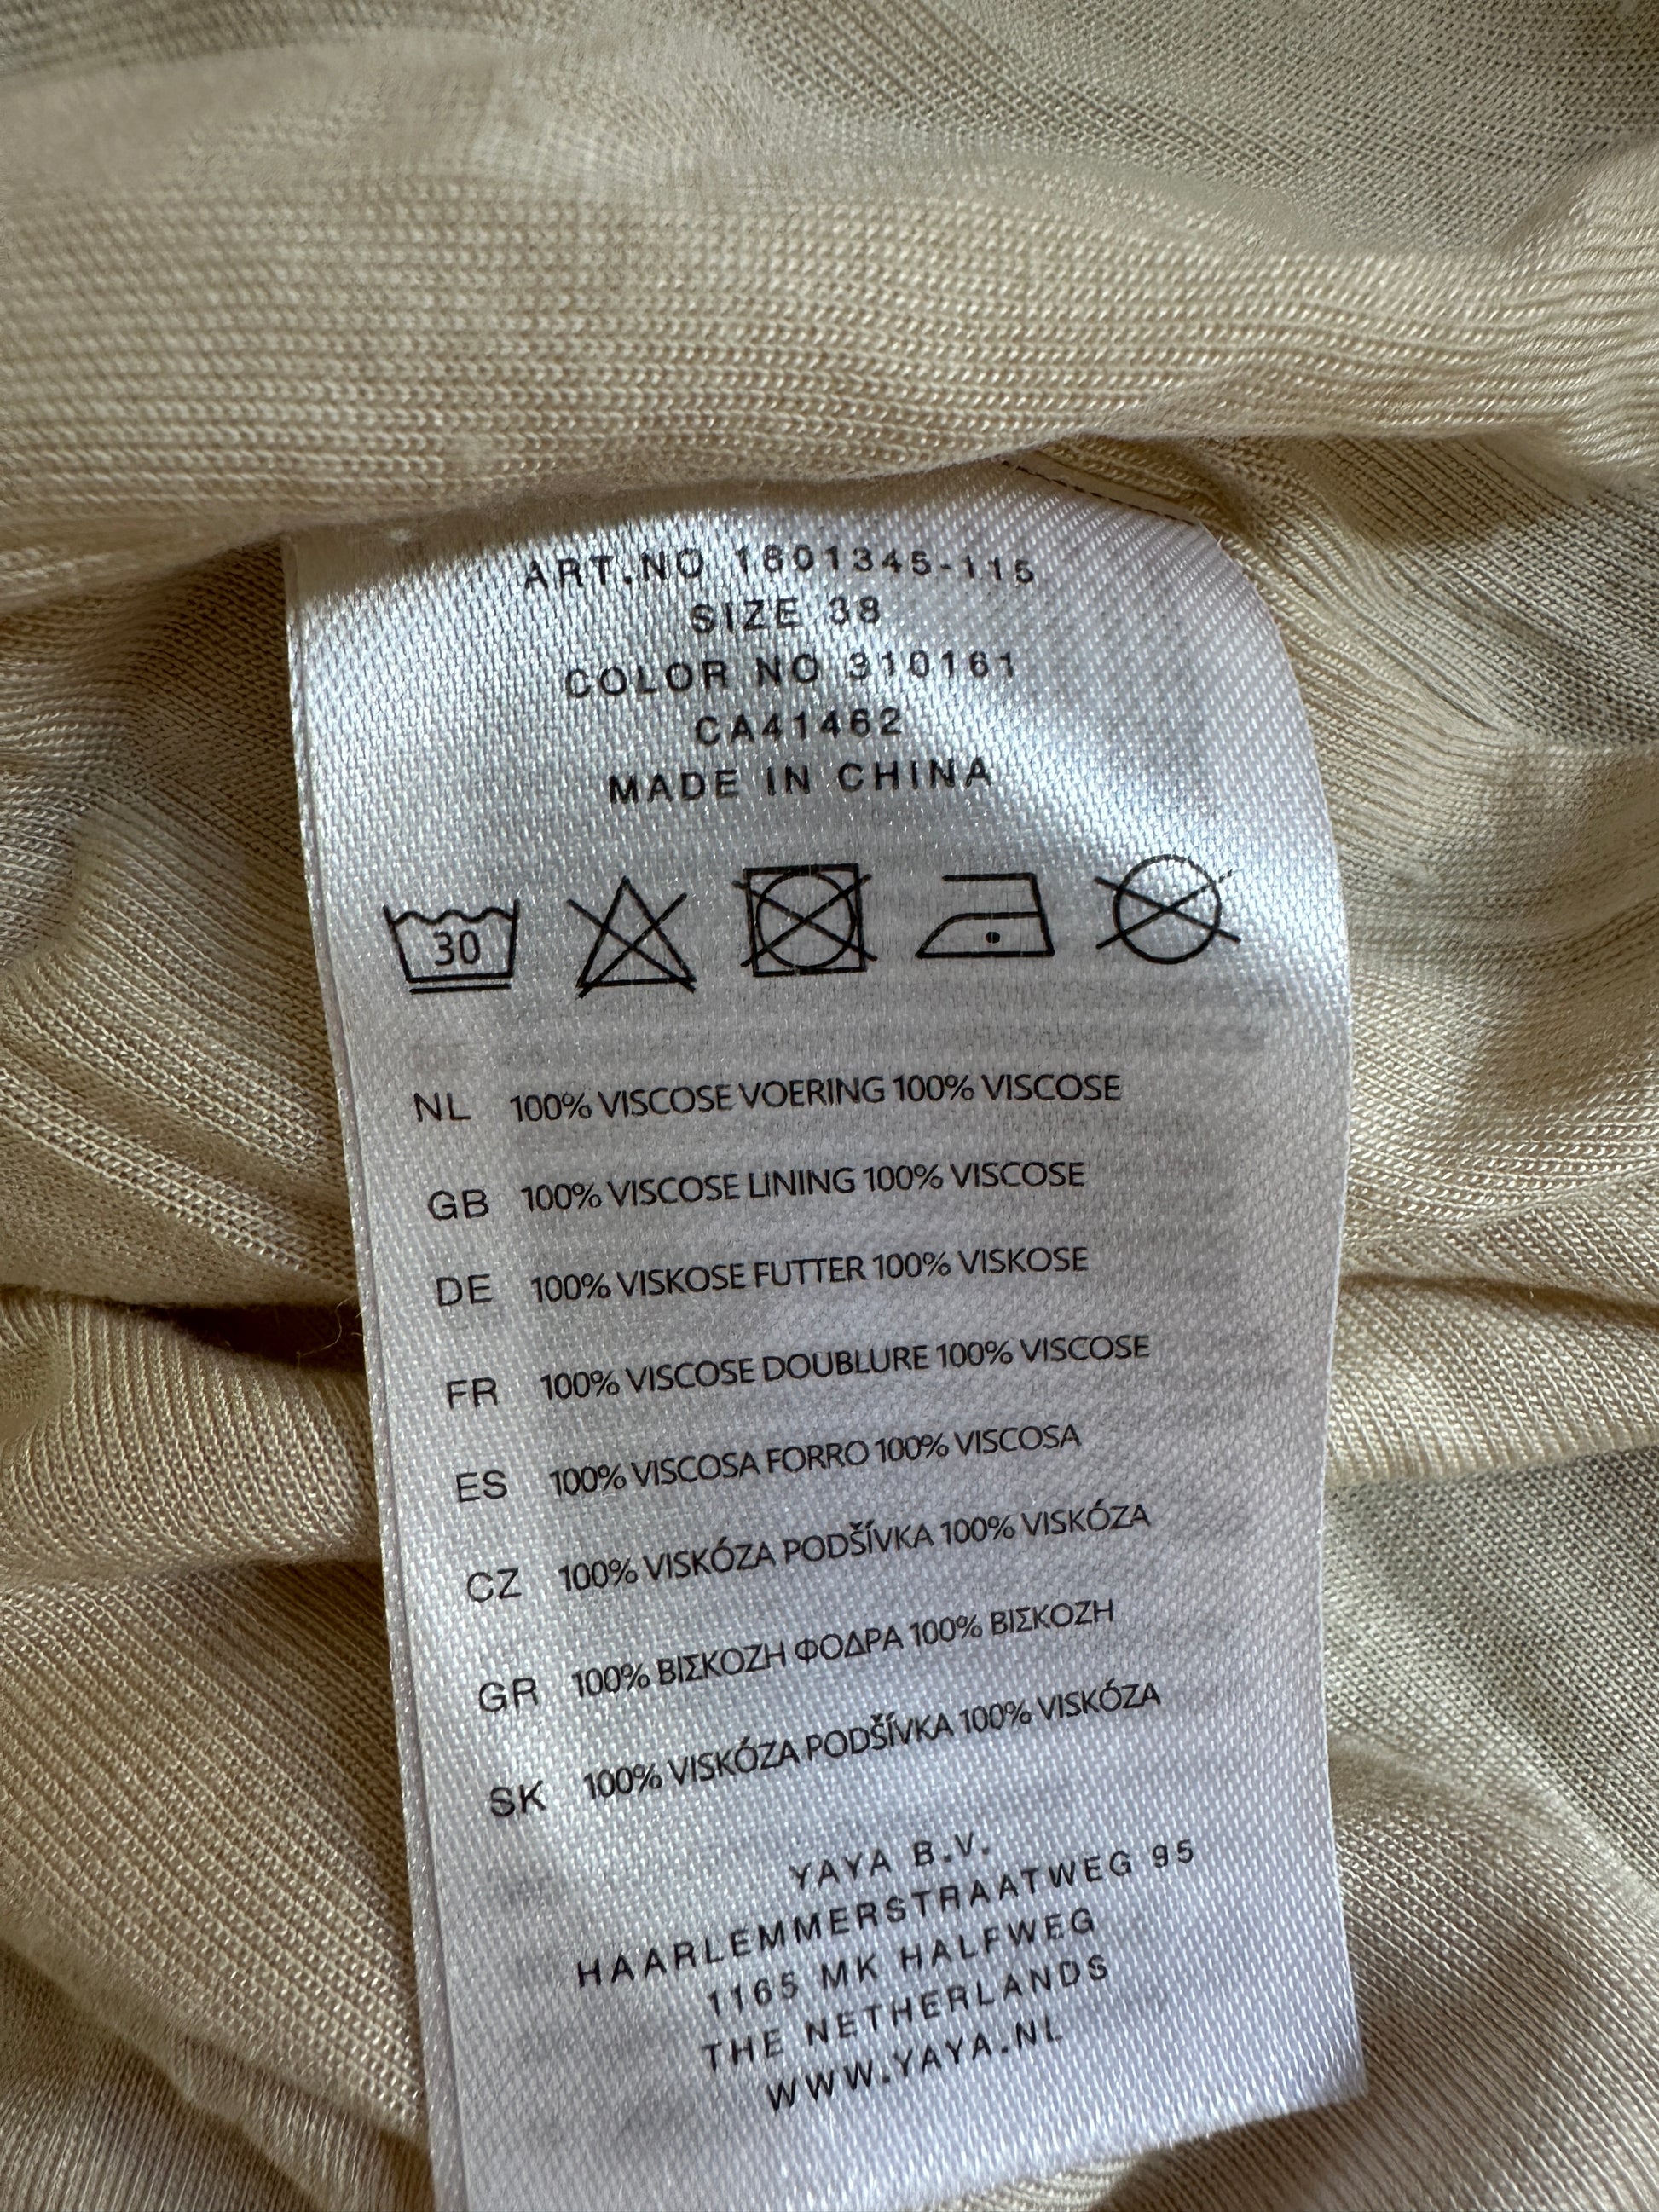 ART.NO 1601345-115
SIZE 38
COLOR NO 310161
CA41462
MADE IN CHINA
30
NL 100% VISCOSE VOERING 100% VISCOSE
GB 100% VISCOSE LINING 100% VISCOSE
DE 100% VISKOSE FUTTER 100% VISKOSE
FR 100% VISCOSE DOUBLURE 100% VISCOSE
ES 100% VISCOSA FORRO 100% VISCOSA
CZ 100% VISKÓZA PODŠÍVKA 100% VISKÓZA
GR 100% ΒΙΣΚΟΖΗ ΦΟΔΡΑ 100% ΒΙΣΚΟΖΗ
SK 100% VISKÓZA PODŠÍVKA 100% VISKÓZA
YAYA B.V.
HAARLEMMERSTRAATWEG 95
1165 MK HALFWEG
THE NETHERLANDS
WWW.YAYA.NL